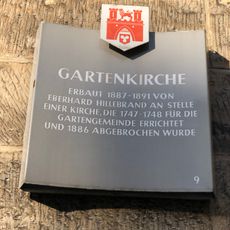 GARTENKIRCHE
ERBAUT 1887-1891 VON
EBERHARD HILLEBRAND AN STELLE
EINER KIRCHE, DIE 1747-1748 FÜR DIE
GARTENGEMEINDE ERRICHTET
UND 1886 ABGEBROCHEN WURDE
9